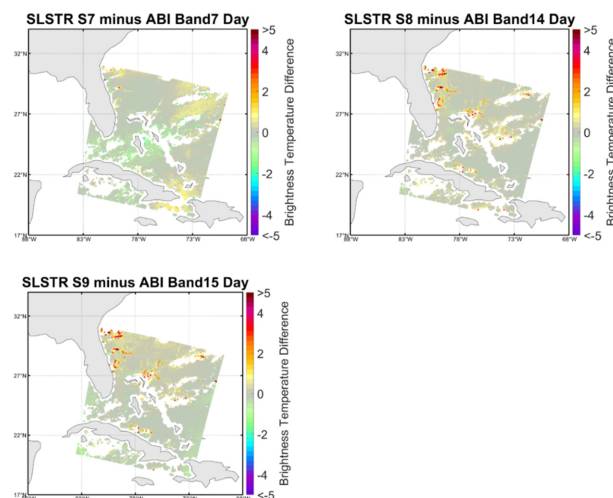 SLSTR S7 minus ABI Band7 Day
32°N
27°N
22°N
17°N
88°W 83°W 78°W 73°W 68°W
>5
4
2
0
-2
-4
<-5
Brightness Temperature Difference
SLSTR S8 minus ABI Band14 Day
32°N
27°N
22°N
17°N
88°W 83°W 78°W 73°W 68°W
>5
4
2
0
-2
-4
<-5
Brightness Temperature Difference
SLSTR S9 minus ABI Band15 Day
32°N
27°N
22°N
17°N
>5
4
2
0
-2
-4
<-5
Brightness Temperature Difference